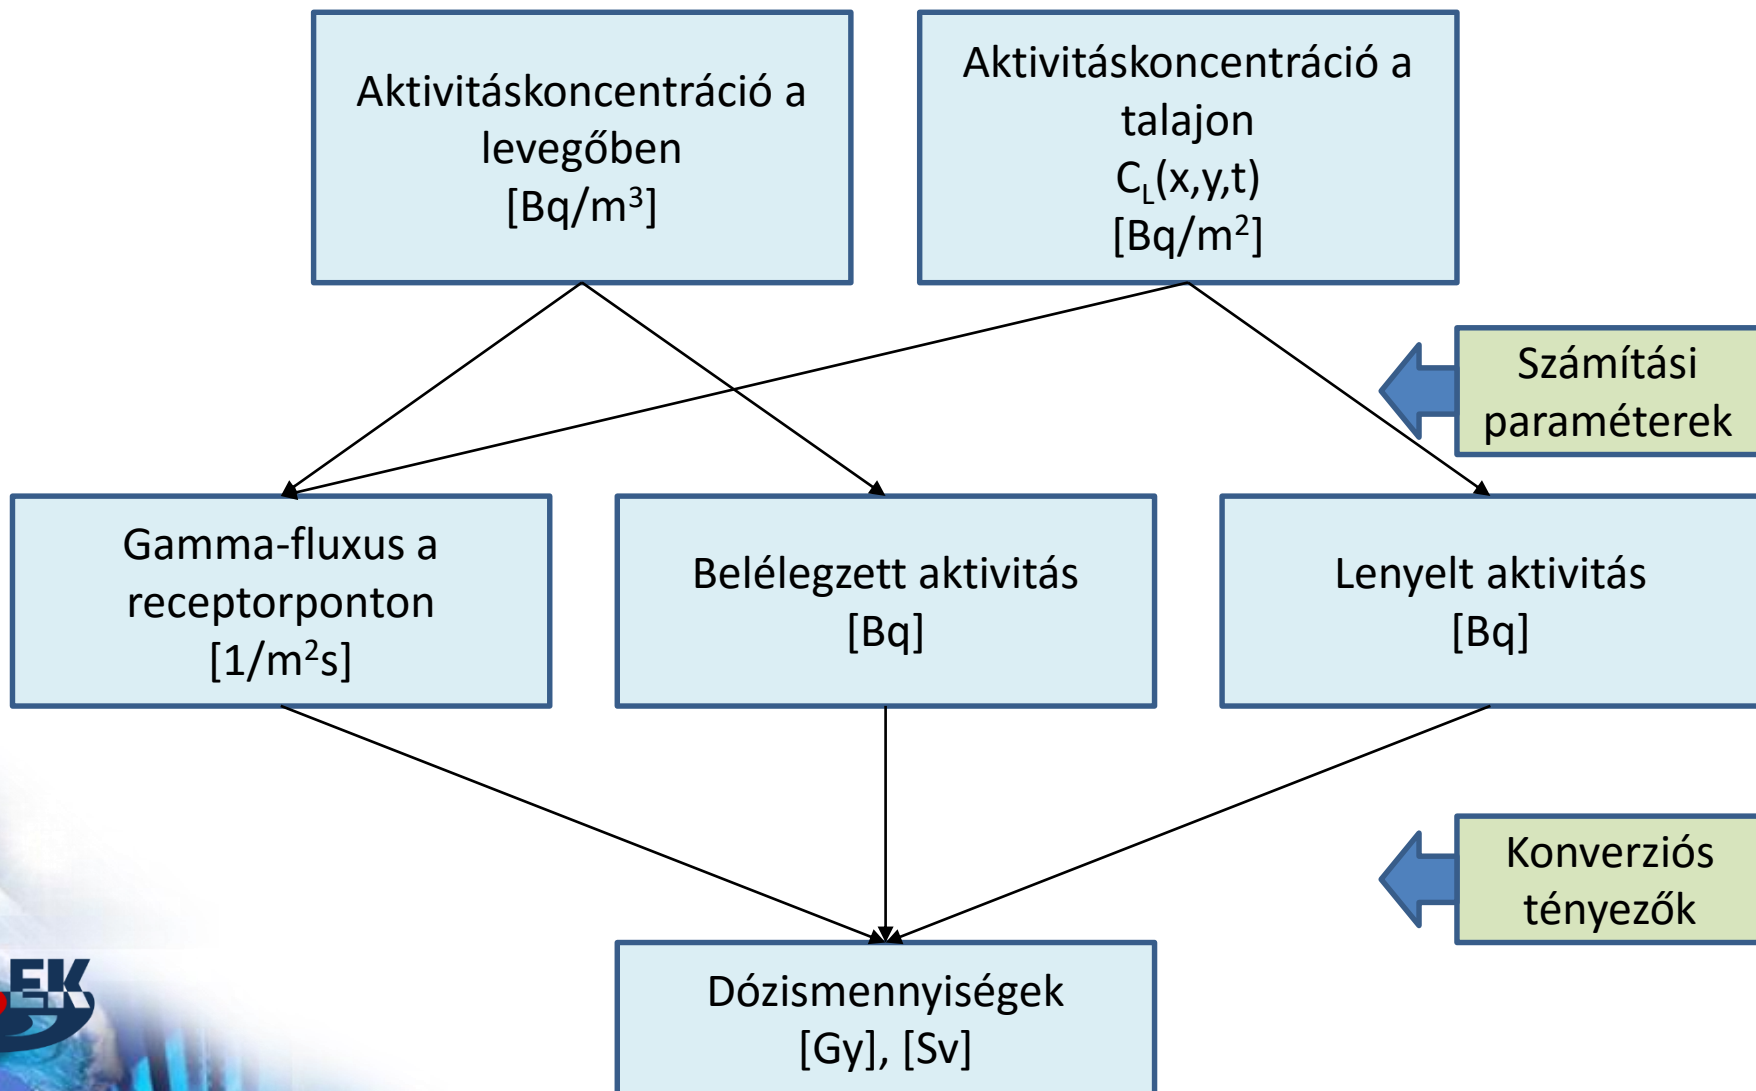 Aktivitáskoncentráció a
levegőben
[Bq/m³]
Aktivitáskoncentráció a
talajon
C_L(x,y,t)
[Bq/m²]
Számítási
paraméterek
Gamma-fluxus a
receptorponton
[1/m²s]
Belélegzett aktivitás
[Bq]
Lenyelt aktivitás
[Bq]
Konverziós
tényezők
Dózismennyiségek
[Gy], [Sv]
EK